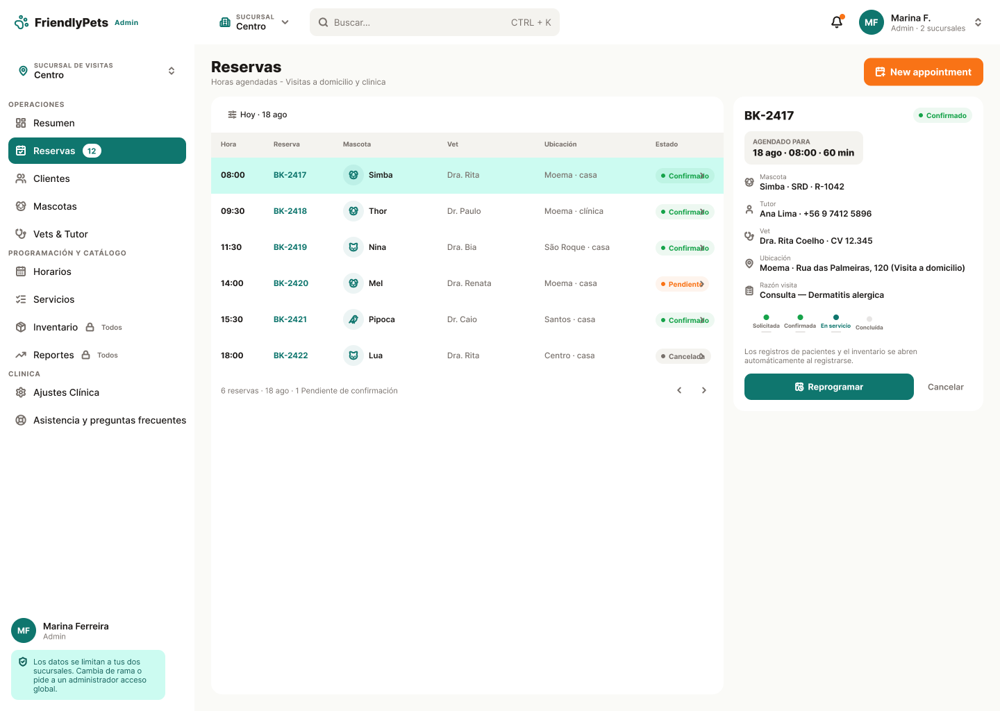 FriendlyPets Admin
SUCURSAL
Centro
Buscar...
CTRL + K
MF
Marina F.
Admin · 2 sucursales
SUCURSAL DE VISITAS
Centro
OPERACIONES
Resumen
Reservas 12
Clientes
Mascotas
Vets & Tutor
PROGRAMACIÓN Y CATÁLOGO
Horarios
Servicios
Inventario Todos
Reportes Todos
CLINICA
Ajustes Clínica
Asistencia y preguntas frecuentes
MF
Marina Ferreira
Admin
Los datos se limitan a tus dos
sucursales. Cambia de rama o
pide a un administrador acceso
global.
Reservas
Horas agendadas - Visitas a domicilio y clinica
New appointment
Hoy · 18 ago
Hora Reserva Mascota Vet Ubicación Estado
08:00 BK-2417 Simba Dra. Rita Moema · casa Confirmado
09:30 BK-2418 Thor Dr. Paulo Moema · clínica Confirmado
11:30 BK-2419 Nina Dra. Bia São Roque · casa Confirmado
14:00 BK-2420 Mel Dra. Renata Moema · casa Pendiente
15:30 BK-2421 Pipoca Dr. Caio Santos · casa Confirmado
18:00 BK-2422 Lua Dra. Rita Centro · casa Cancelada
6 reservas · 18 ago · 1 Pendiente de confirmación
BK-2417
Confirmado
AGENDADO PARA
18 ago · 08:00 · 60 min
Mascota
Simba · SRD · R-1042
Tutor
Ana Lima · +56 9 7412 5896
Vet
Dra. Rita Coelho · CV 12.345
Ubicación
Moema · Rua das Palmeiras, 120 (Visita a domicilio)
Razón visita
Consulta — Dermatitis alergica
Solicitada Confirmada En servicio Concluída
Los registros de pacientes y el inventario se abren
automáticamente al registrarse.
Reprogramar
Cancelar